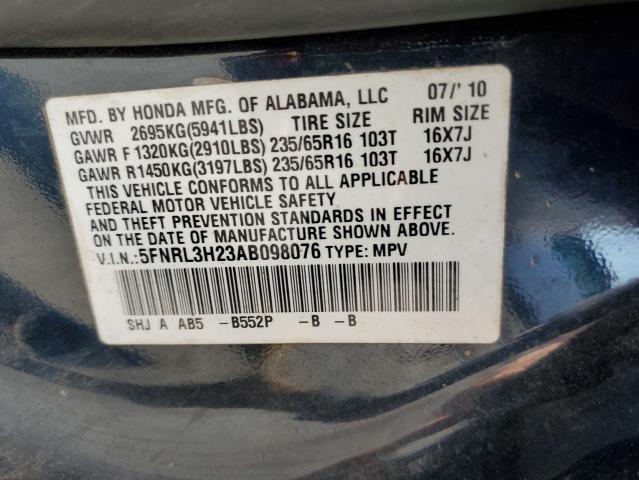 MFD. BY HONDA MFG. OF ALABAMA, LLC 07/' 10
GVWR 2695KG(5941LBS) TIRE SIZE RIM SIZE
GAWR F 1320KG(2910LBS) 235/65R16 103T 16X7J
GAWR R1450KG(3197LBS) 235/65R16 103T 16X7J
THIS VEHICLE CONFORMS TO ALL APPLICABLE
FEDERAL MOTOR VEHICLE SAFETY
AND THEFT PREVENTION STANDARDS IN EFFECT
ON THE DATE OF MANUFACTURE SHOWN ABOVE.
V.I.N.:5FNRL3H23AB098076 TYPE: MPV
SHJ A AB5 -B552P -B -B